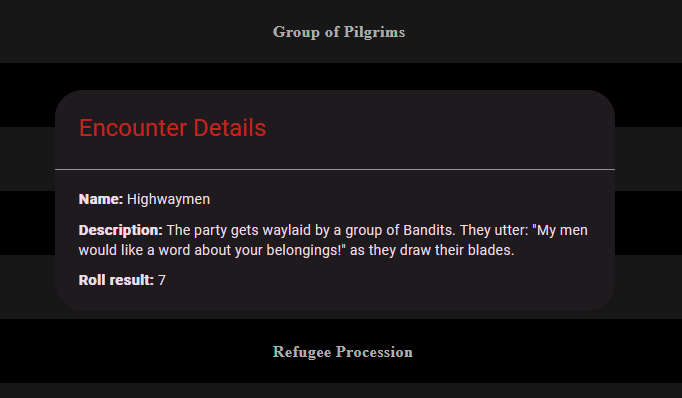 Group of Pilgrims
Encounter Details
Name: Highwaymen
Description: The party gets waylaid by a group of Bandits. They utter: "My men
would like a word about your belongings!" as they draw their blades.
Roll result: 7
Refugee Procession